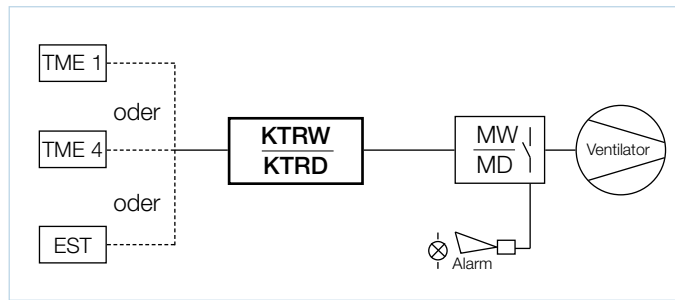 TME 1
oder
TME 4
oder
EST
KTRW
KTRD
MW
MD
Ventilator
Alarm